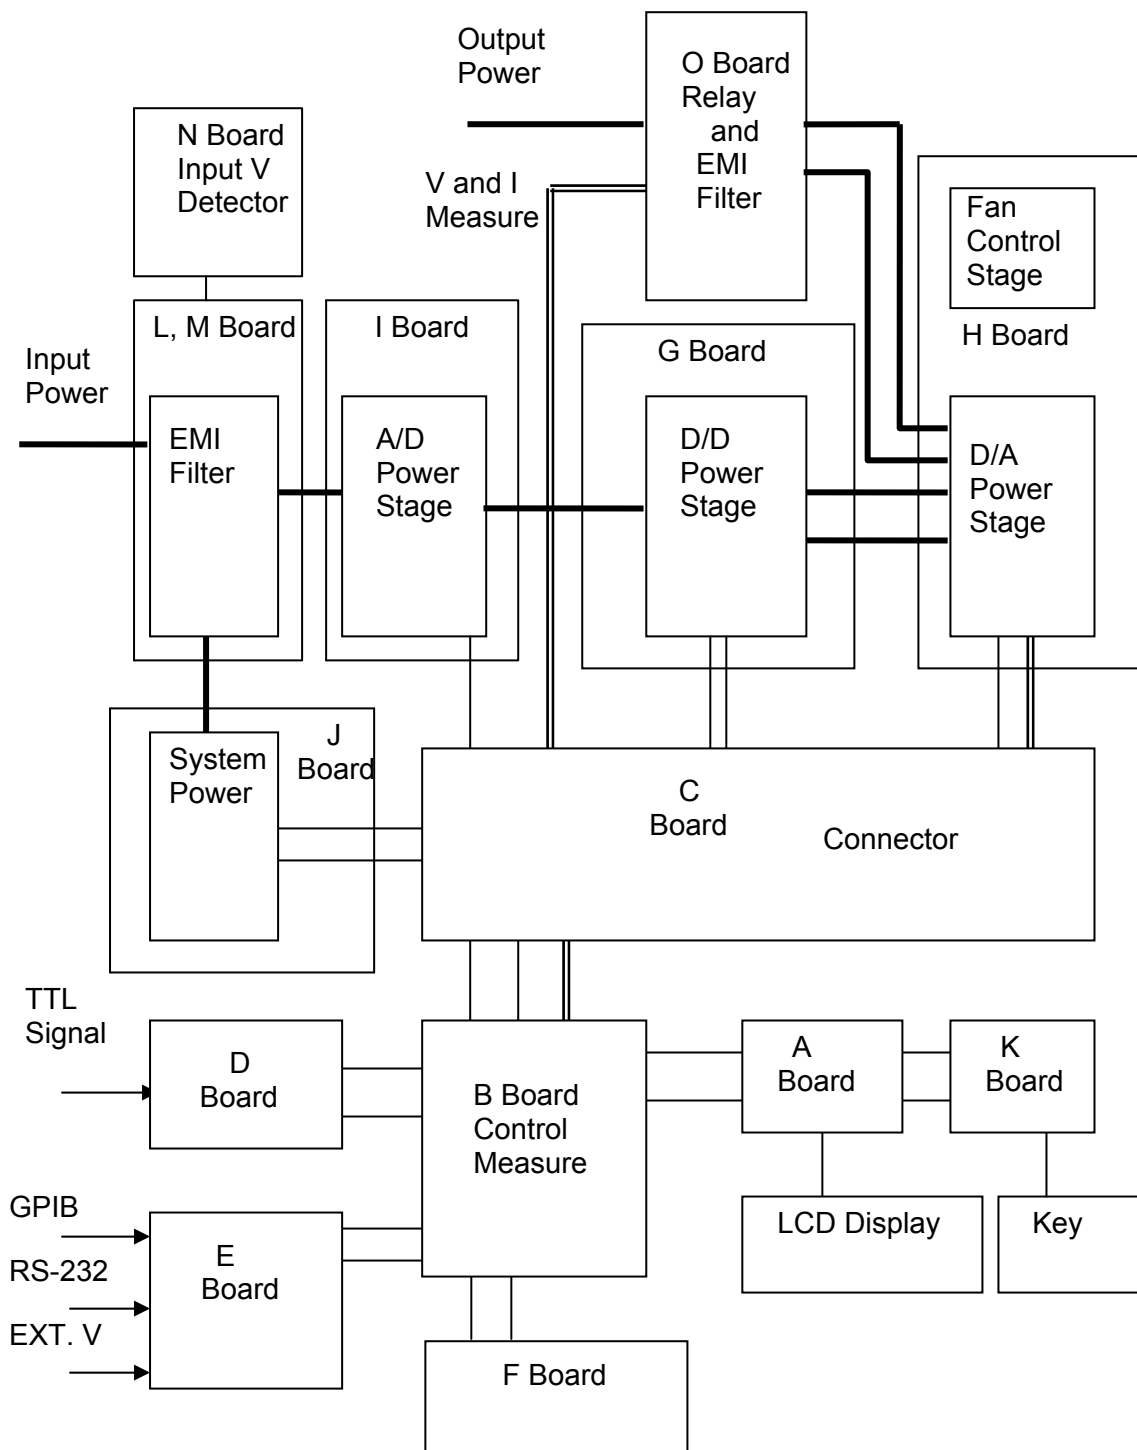 Output
Power
O Board
Relay
and
EMI
Filter
N Board
Input V
Detector
V and I
Measure
Fan
Control
Stage
H Board
L, M Board
I Board
G Board
Input
Power
EMI
Filter
A/D
Power
Stage
D/D
Power
Stage
D/A
Power
Stage
J
Board
System
Power
C
Board
Connector
TTL
Signal
D
Board
B Board
Control
Measure
A
Board
K
Board
GPIB
RS-232
EXT. V
E
Board
LCD Display
Key
F Board